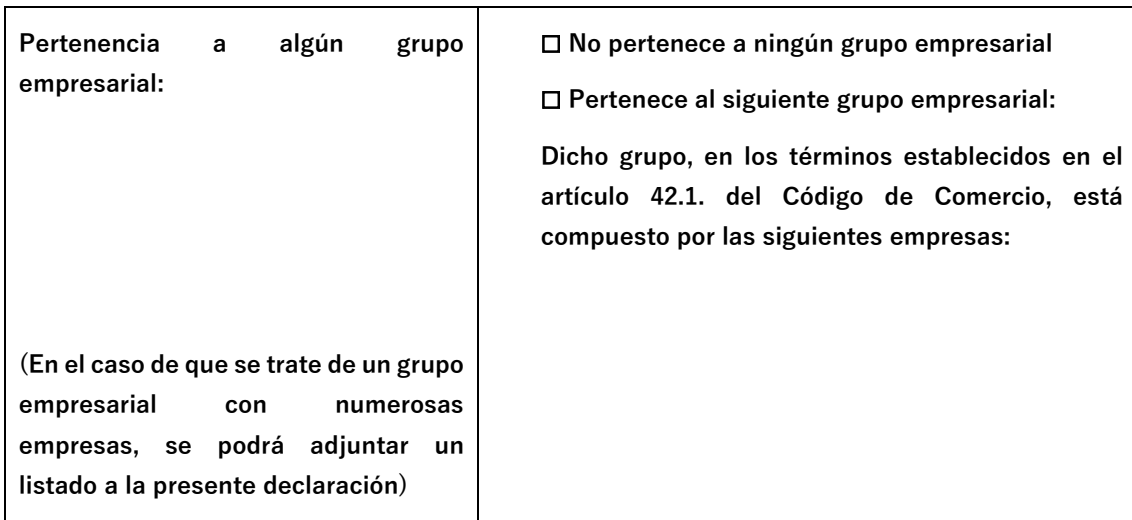 Pertenencia a algún grupo
empresarial:
(En el caso de que se trate de un grupo
empresarial con numerosas
empresas, se podrá adjuntar un
listado a la presente declaración)
☐ No pertenece a ningún grupo empresarial
☐ Pertenece al siguiente grupo empresarial:
Dicho grupo, en los términos establecidos en el
artículo 42.1. del Código de Comercio, está
compuesto por las siguientes empresas: